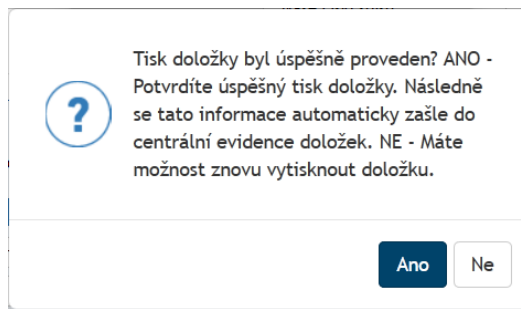 Tisk doložky byl úspěšně proveden? ANO -
Potvrdíte úspěšný tisk doložky. Následně
se tato informace automaticky zašle do
centrální evidence doložek. NE - Máte
možnost znovu vytisknout doložku.
Ano
Ne